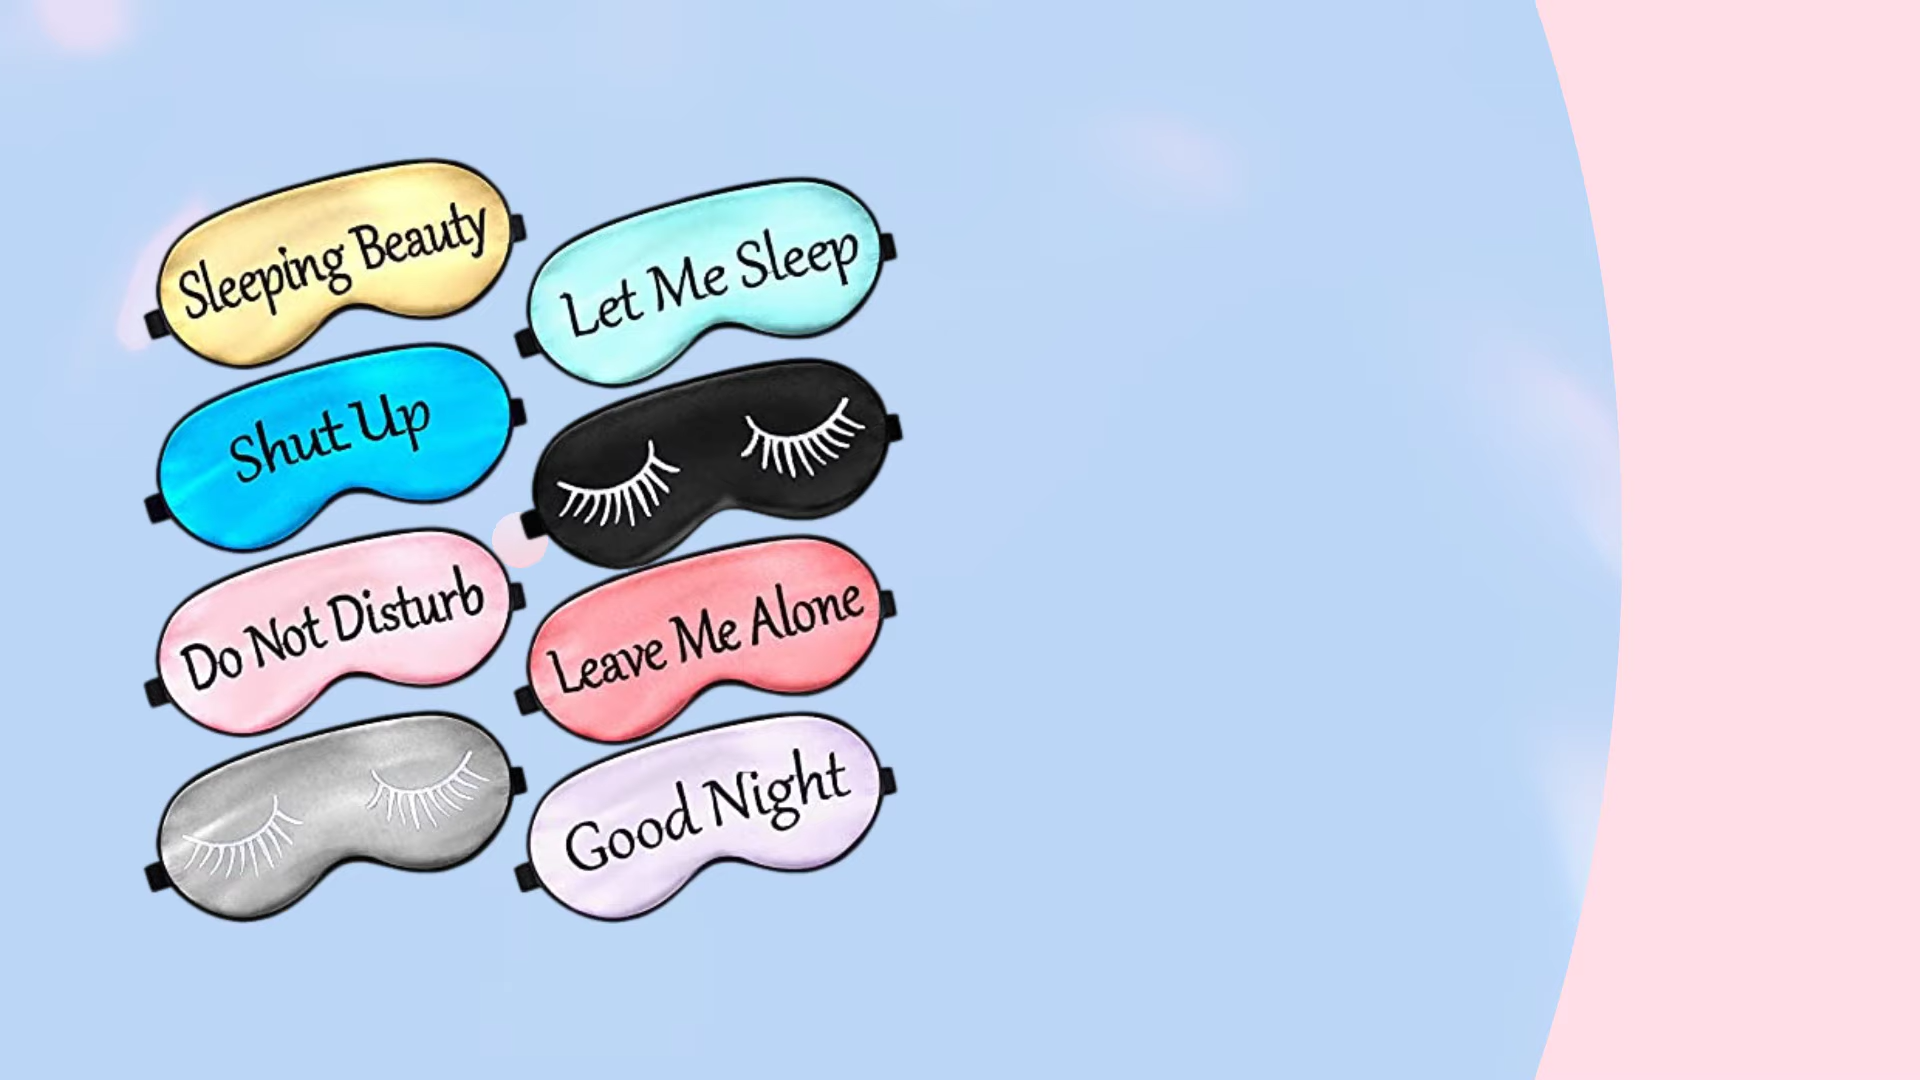 Sleeping Beauty
Let Me Sleep
Shut Up
Do Not Disturb
Leave Me Alone
Good Night